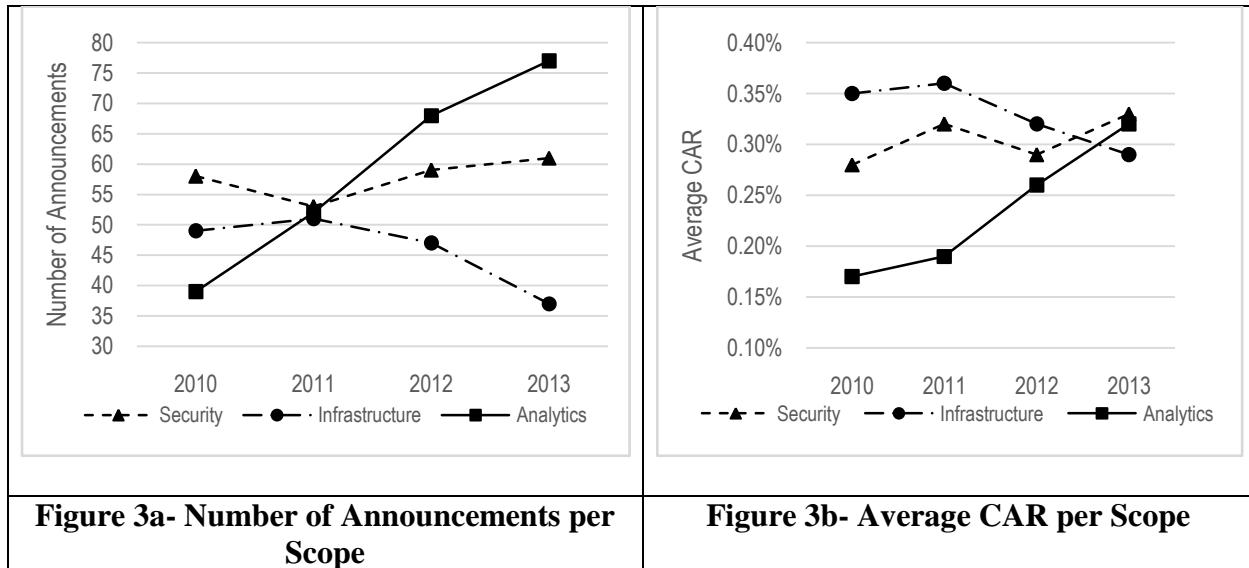 80
75
70
65
60
55
50
45
40
35
30
Number of Announcements
2010 2011 2012 2013
Security Infrastructure Analytics
Figure 3a- Number of Announcements per
Scope
0.40%
0.35%
0.30%
0.25%
0.20%
0.15%
0.10%
Average CAR
2010 2011 2012 2013
Security Infrastructure Analytics
Figure 3b- Average CAR per Scope